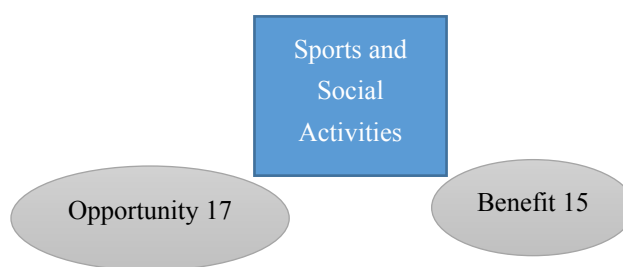 Sports and
Social
Activities
Opportunity 17
Benefit 15